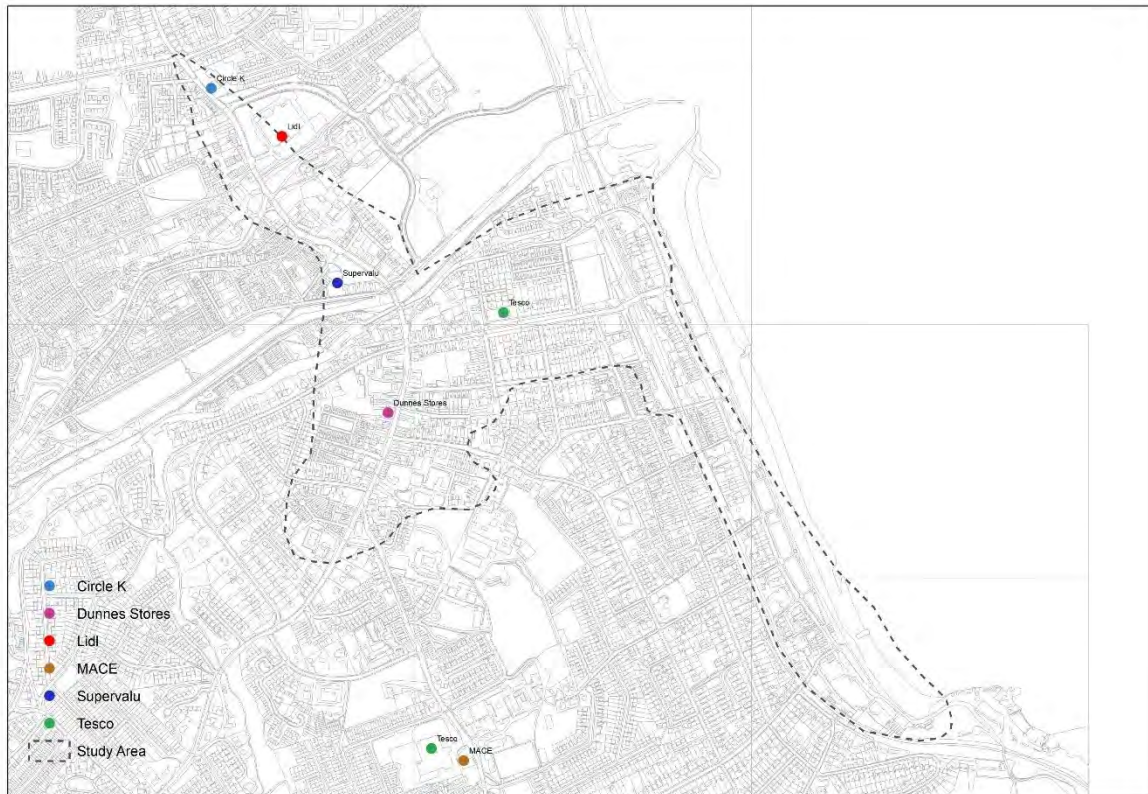 Circle K
Lidl
Supervalu
Tesco
Dunnes Stores
Circle K
Dunnes Stores
Lidl
MACE
Supervalu
Tesco
Study Area
Tesco
MACE